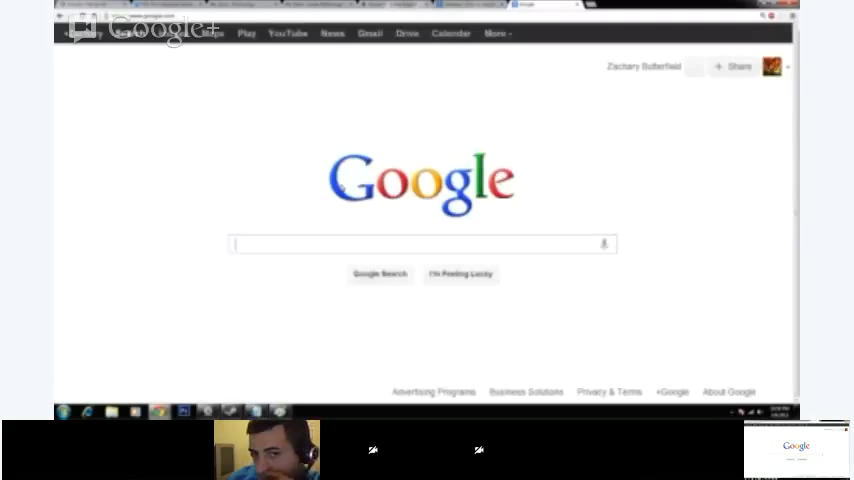 Google+
Search Maps Play YouTube News Gmail Drive Calendar More
Zachary Butterfield + Share
Google
Google Search I'm Feeling Lucky
Advertising Programs Business Solutions Privacy & Terms +Google About Google
Google